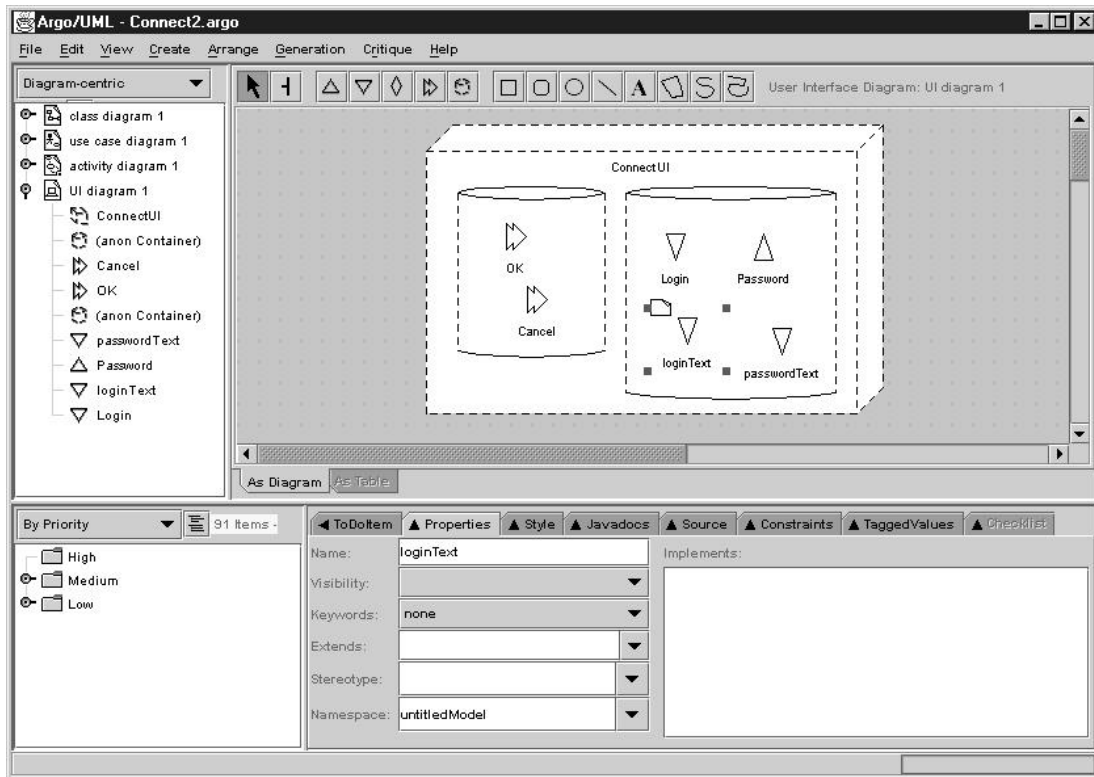 Argo/UML - Connect2.argo
File Edit View Create Arrange Generation Critique Help
Diagram-centric
class diagram 1
use case diagram 1
activity diagram 1
UI diagram 1
ConnectUI
(anon Container)
Cancel
OK
(anon Container)
passwordText
Password
loginText
Login
A
User Interface Diagram: UI diagram 1
ConnectUI
OK
Cancel
Login
Password
loginText
passwordText
As Diagram As Table
By Priority
91 Items -
High
Medium
Low
ToDoItem Properties Style Javadocs Source Constraints TaggedValues Checklist
Name: loginText
Visibility:
Keywords: none
Extends:
Stereotype:
Namespace: untitledModel
Implements: